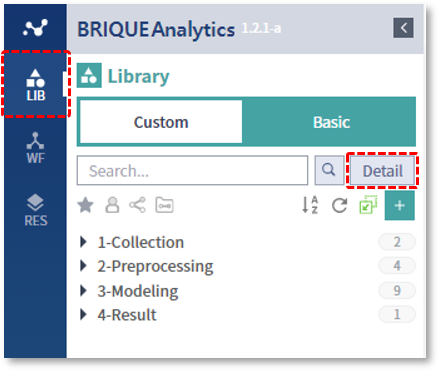 BRIQUE Analytics 1.2.1-a
LIB
WF
RES
Library
Custom Basic
Search... Detail
A
Z
1-Collection 2
2-Preprocessing 4
3-Modeling 9
4-Result 1